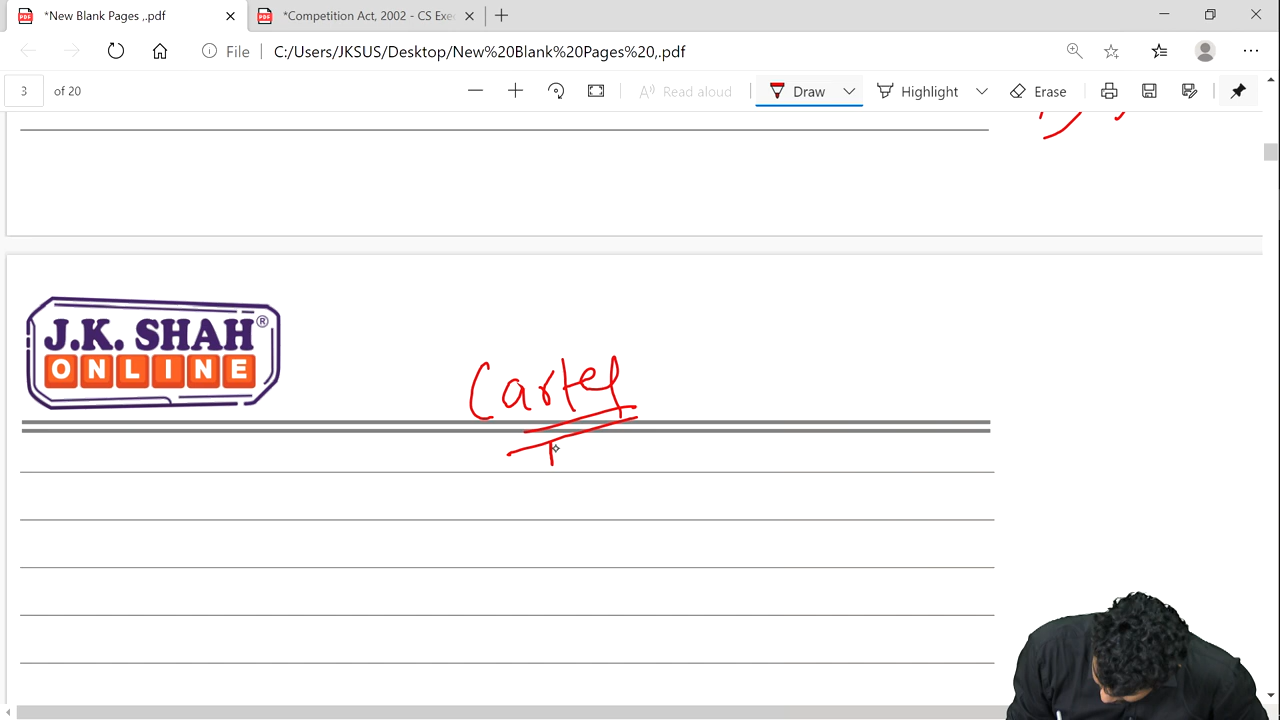 *New Blank Pages ,.pdf
*Competition Act, 2002 - CS Exe
File
C:/Users/JKSUS/Desktop/New%20Blank%20Pages%20,.pdf
3 of 20
Read aloud
Draw
Highlight
Erase
J.K. SHAH®
ONLINE
Cartel